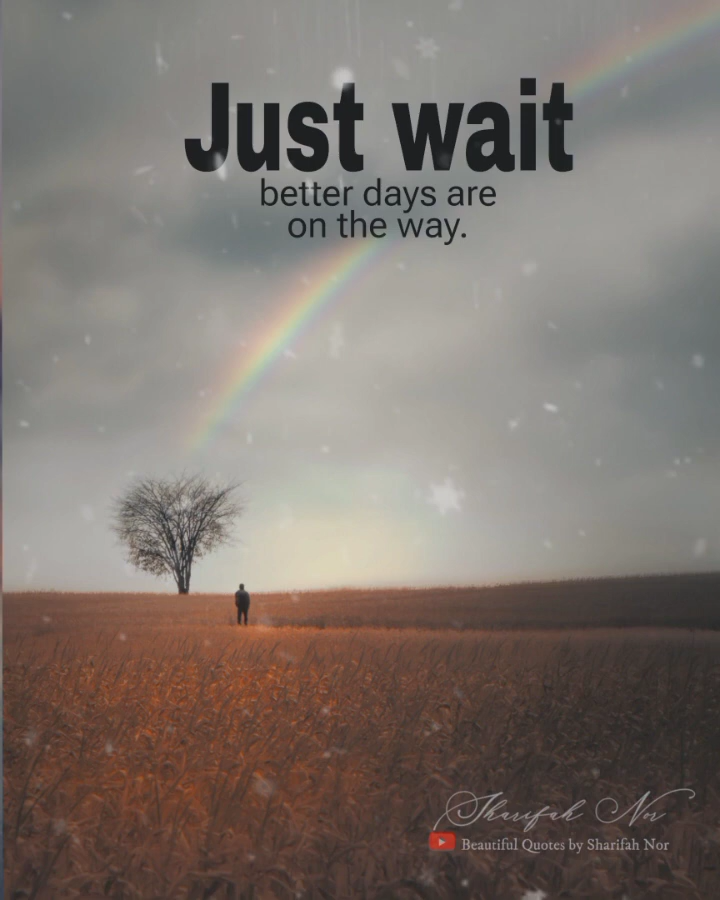 Just wait
better days are
on the way.
Sharifah Nor
Beautiful Quotes by Sharifah Nor